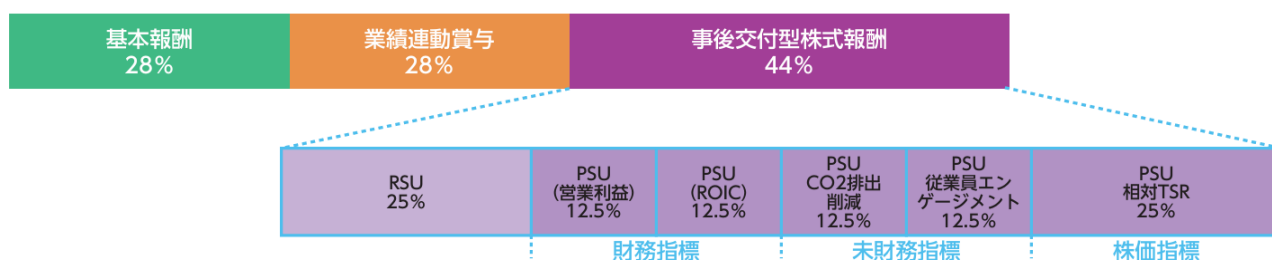 基本報酬
28%
業績連動賞与
28%
事後交付型株式報酬
44%
RSU
25%
PSU
(営業利益)
12.5%
PSU
(ROIC)
12.5%
PSU
CO2排出
削減
12.5%
PSU
従業員エン
ゲージメント
12.5%
PSU
相対TSR
25%
財務指標
未財務指標
株価指標